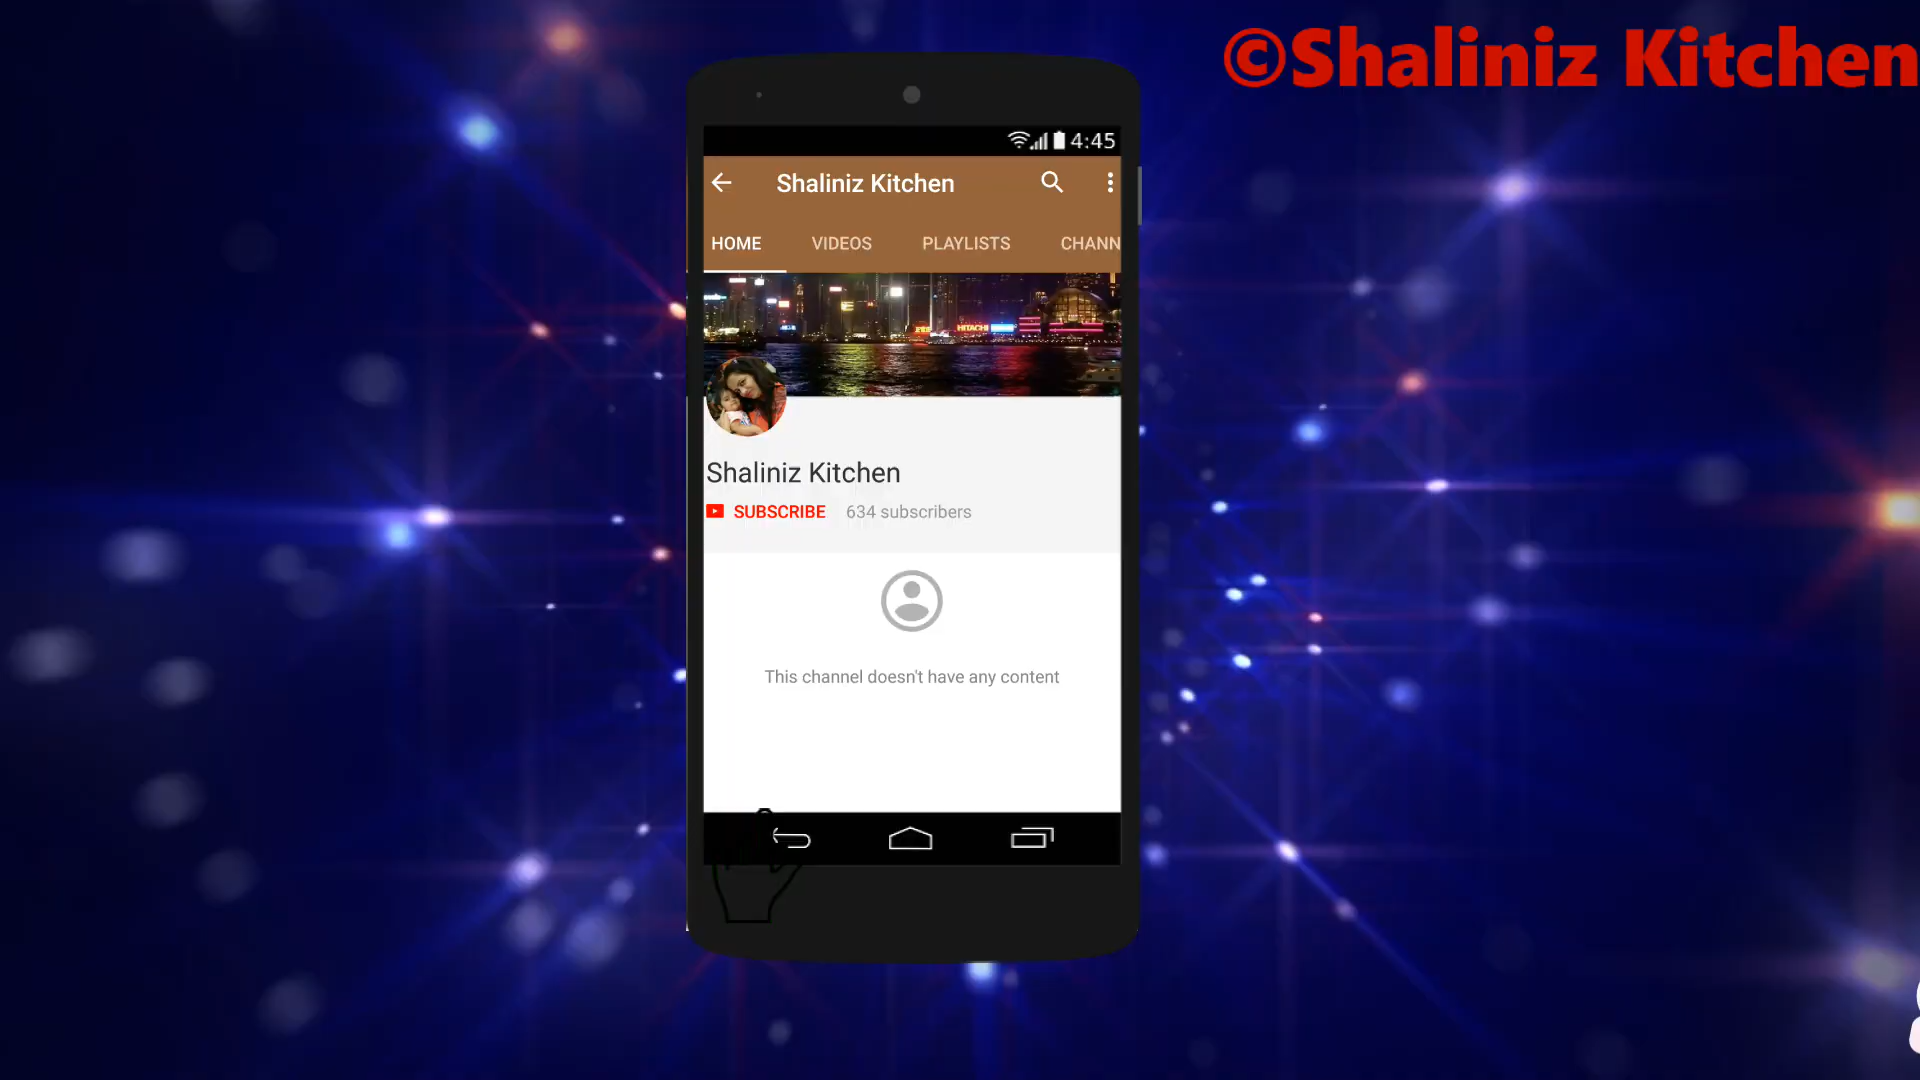 ©Shaliniz Kitchen
4:45
Shaliniz Kitchen
HOME VIDEOS PLAYLISTS CHANN
HITACHI
Shaliniz Kitchen
SUBSCRIBE 634 subscribers
This channel doesn't have any content